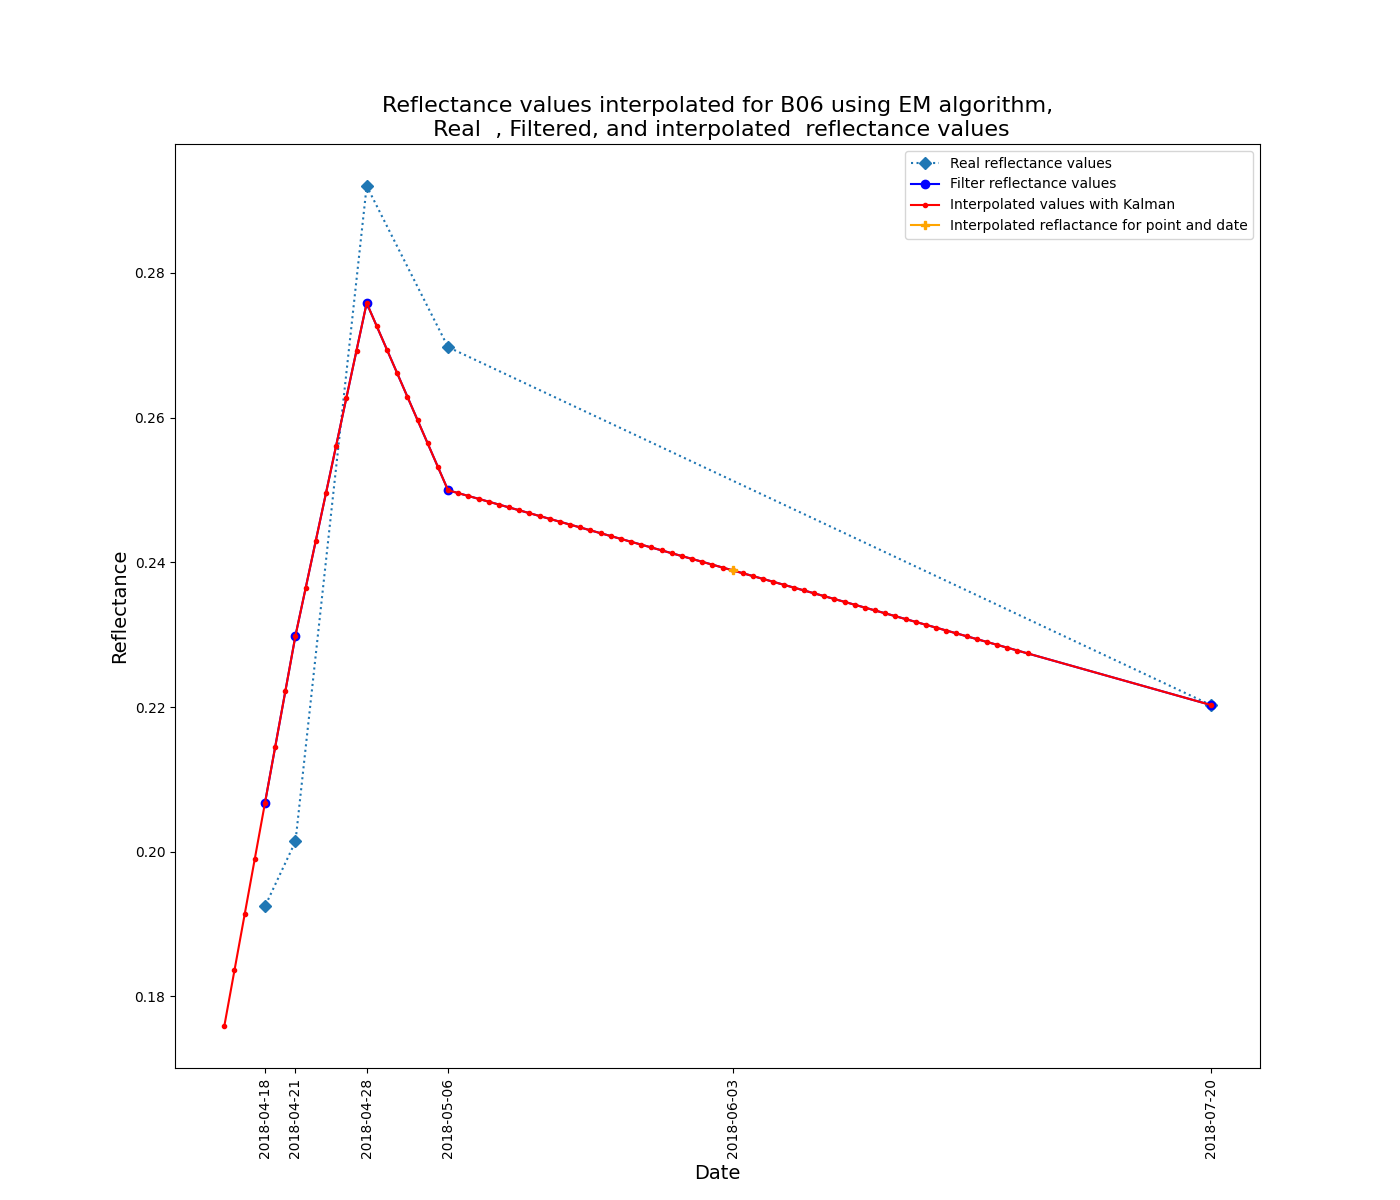 Reflectance values interpolated for B06 using EM algorithm,
Real , Filtered, and interpolated reflectance values
Real reflectance values
Filter reflectance values
Interpolated values with Kalman
Interpolated reflactance for point and date
Reflectance
0.28
0.26
0.24
0.22
0.20
0.18
2018-04-18
2018-04-21
2018-04-28
2018-05-06
2018-06-03
2018-07-20
Date